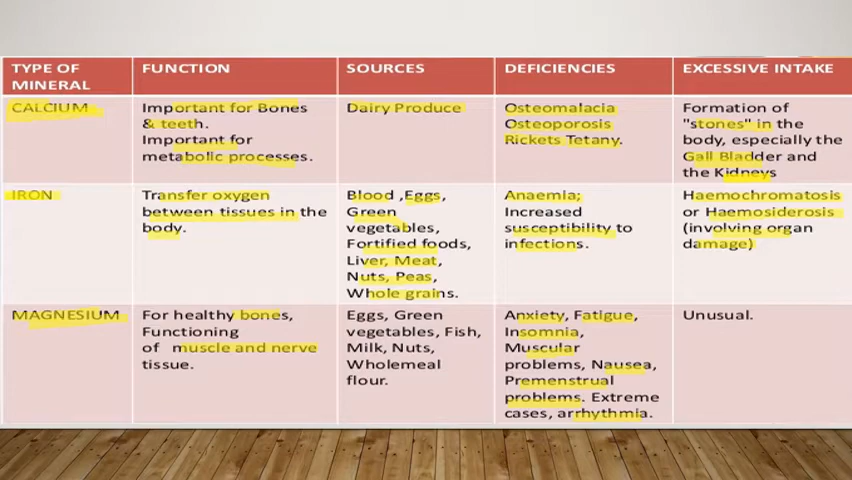 TYPE OF
MINERAL
FUNCTION
SOURCES
DEFICIENCIES
EXCESSIVE INTAKE
CALCIUM
Important for Bones
& teeth.
Important for
metabolic processes.
Dairy Produce
Osteomalacia
Osteoporosis
Rickets Tetany.
Formation of
"stones" in the
body, especially the
Gall Bladder and
the Kidneys
IRON
Transfer oxygen
between tissues in the
body.
Blood ,Eggs,
Green
vegetables,
Fortified foods,
Liver, Meat,
Nuts, Peas,
Whole grains.
Anaemia;
Increased
susceptibility to
infections.
Haemochromatosis
or Haemosiderosis
(involving organ
damage)
MAGNESIUM
For healthy bones,
Functioning
of muscle and nerve
tissue.
Eggs, Green
vegetables, Fish,
Milk, Nuts,
Wholemeal
flour.
Anxiety, Fatigue,
Insomnia,
Muscular
problems, Nausea,
Premenstrual
problems. Extreme
cases, arrhythmia.
Unusual.